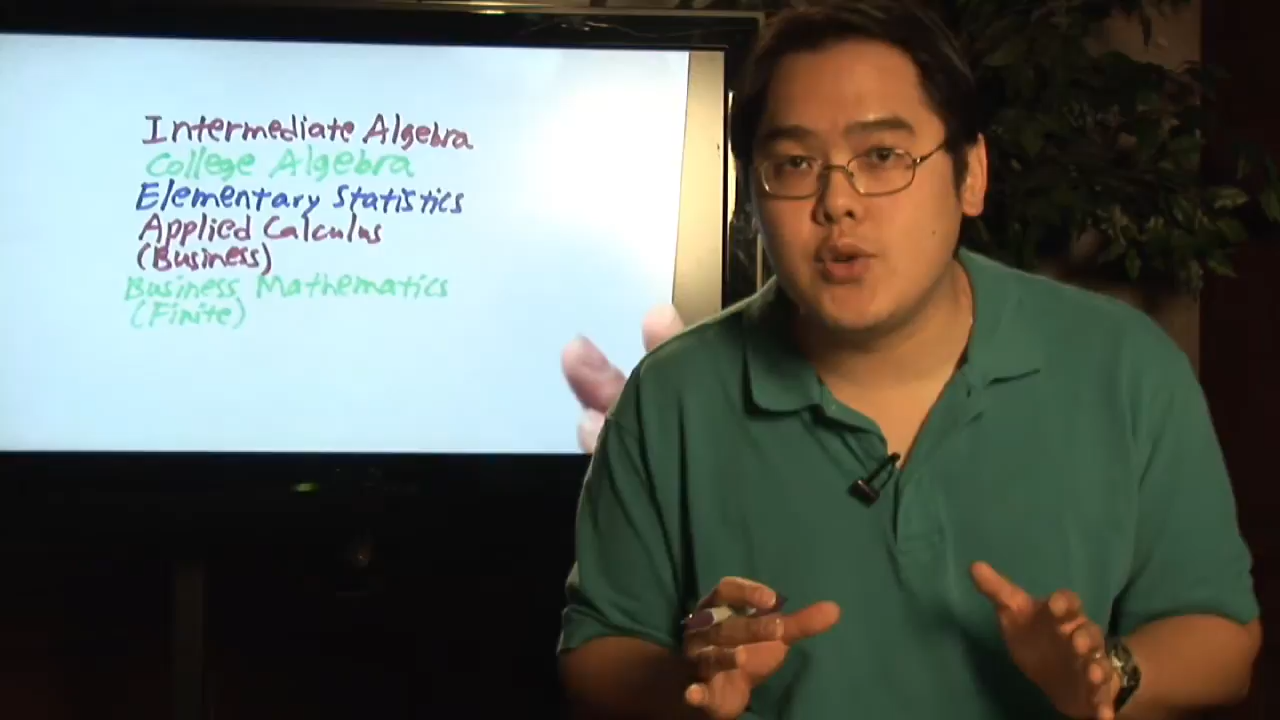 Intermediate Algebra
College Algebra
Elementary Statistics
Applied Calculus
(Business)
Business Mathematics
(Finite)